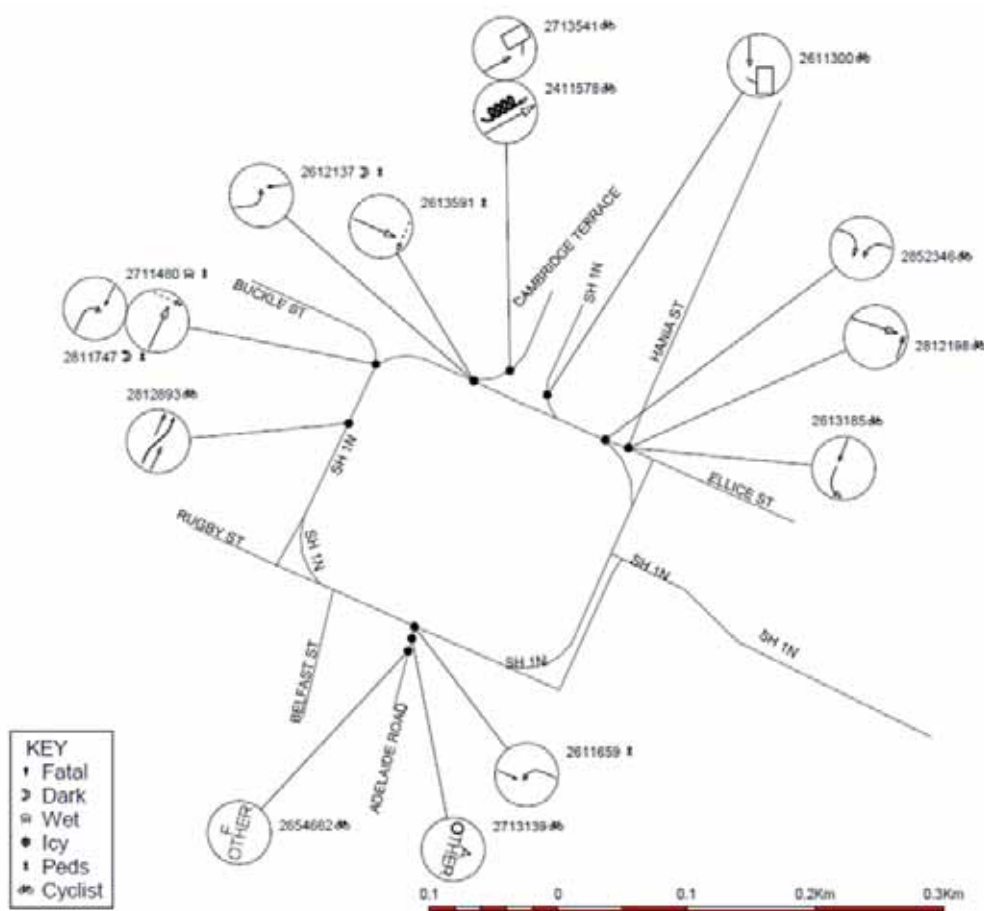 2713541
2411578
2611300
2612137
2613591
2711480
2811747
2812893
2852346
2812198
2613185
BUCKLE ST
CAMBRIDGE TERRACE
SH 1N
HANIA ST
ELLICE ST
SH 1N
RUGBY ST
SH 1N
SH 1N
SH 1N
SH 1N
BELFAST ST
ADELAIDE ROAD
2611659
2654662
2713139
F
OTHER
A
OTHER
KEY
Fatal
Dark
Wet
Icy
Peds
Cyclist
0.1 0 0.1 0.2Km 0.3Km